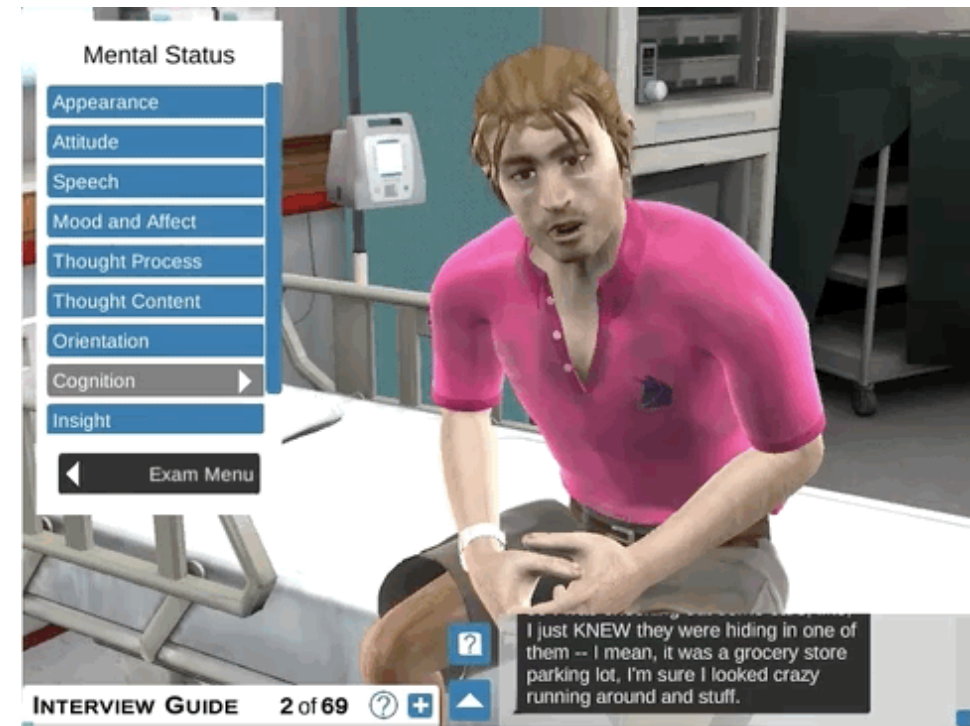 Mental Status
Appearance
Attitude
Speech
Mood and Affect
Thought Process
Thought Content
Orientation
Cognition
Insight
Exam Menu
I just KNEW they were hiding in one of
them -- I mean, it was a grocery store
parking lot, I'm sure I looked crazy
running around and stuff.
INTERVIEW GUIDE 2 of 69 ? +
?